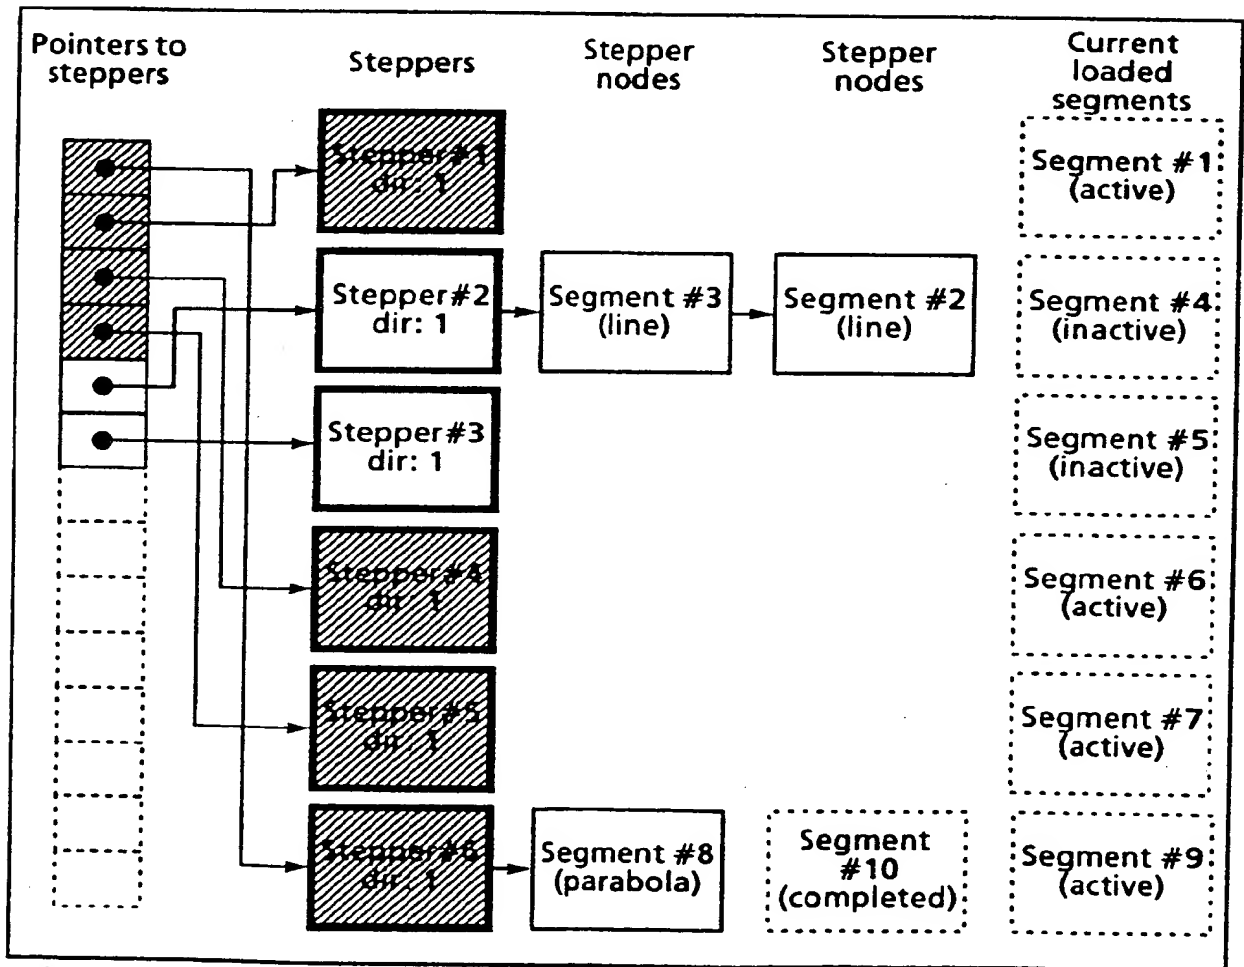 Pointers to
steppers
Steppers
Stepper
nodes
Stepper
nodes
Current
loaded
segments
Stepper#1
dir: 1
Segment #1
(active)
Stepper#2
dir: 1
Segment #3
(line)
Segment #2
(line)
Segment #4
(inactive)
Stepper#3
dir: 1
Segment #5
(inactive)
Stepper#4
dir: 1
Segment #6
(active)
Stepper#5
dir: 1
Segment #7
(active)
Stepper#6
dir: 1
Segment #8
(parabola)
Segment
#10
(completed)
Segment #9
(active)